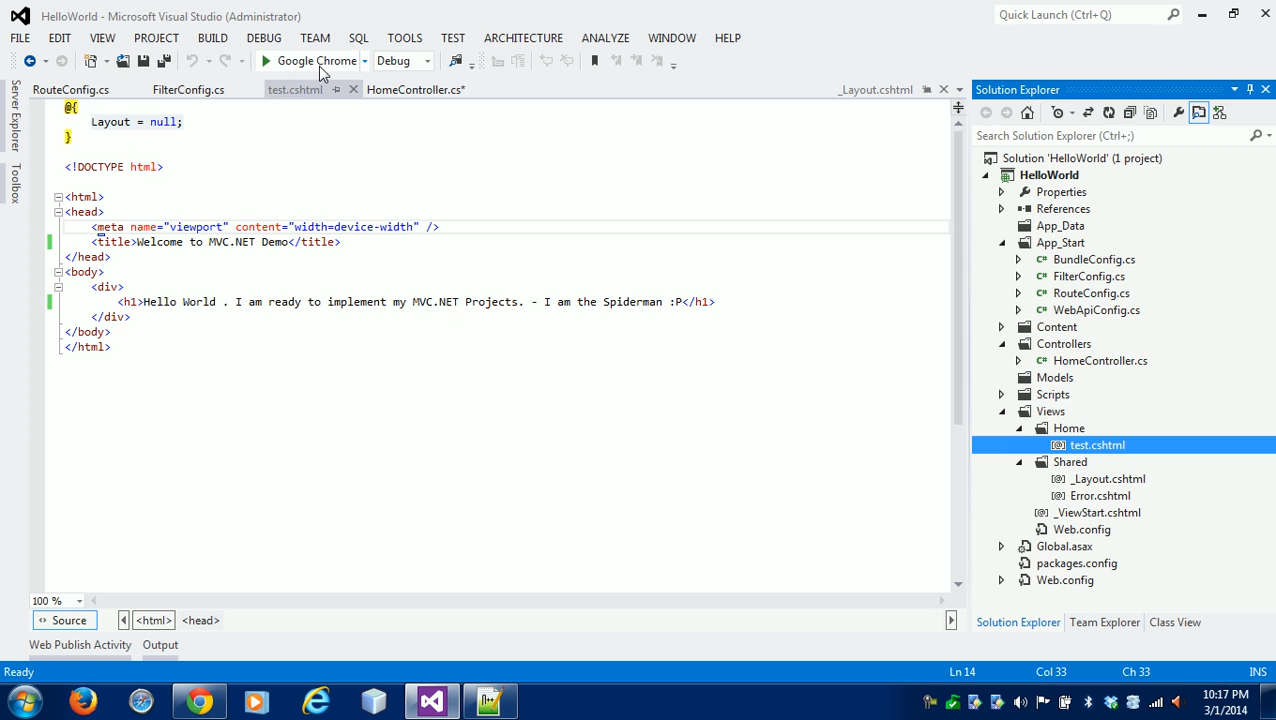 HelloWorld - Microsoft Visual Studio (Administrator)
Quick Launch (Ctrl+Q)
FILE EDIT VIEW PROJECT BUILD DEBUG TEAM SQL TOOLS TEST ARCHITECTURE ANALYZE WINDOW HELP
Google Chrome Debug
RouteConfig.cs FilterConfig.cs test.cshtml HomeController.cs* _Layout.cshtml
Server Explorer
Toolbox
@{
Layout = null;
}
<!DOCTYPE html>
<html>
<head>
<meta name="viewport" content="width=device-width" />
<title>Welcome to MVC.NET Demo</title>
</head>
<body>
<div>
<h1>Hello World . I am ready to implement my MVC.NET Projects. - I am the Spiderman :P</h1>
</div>
</body>
</html>
100 %
Source <html> <head>
Web Publish Activity Output
Solution Explorer
Search Solution Explorer (Ctrl+;)
Solution 'HelloWorld' (1 project)
HelloWorld
Properties
References
App_Data
App_Start
C# BundleConfig.cs
C# FilterConfig.cs
C# RouteConfig.cs
C# WebApiConfig.cs
Content
Controllers
C# HomeController.cs
Models
Scripts
Views
Home
[@] test.cshtml
Shared
[@] _Layout.cshtml
[@] Error.cshtml
[@] _ViewStart.cshtml
Web.config
Global.asax
packages.config
Web.config
Solution Explorer Team Explorer Class View
Ready Ln 14 Col 33 Ch 33 INS
10:17 PM
3/1/2014